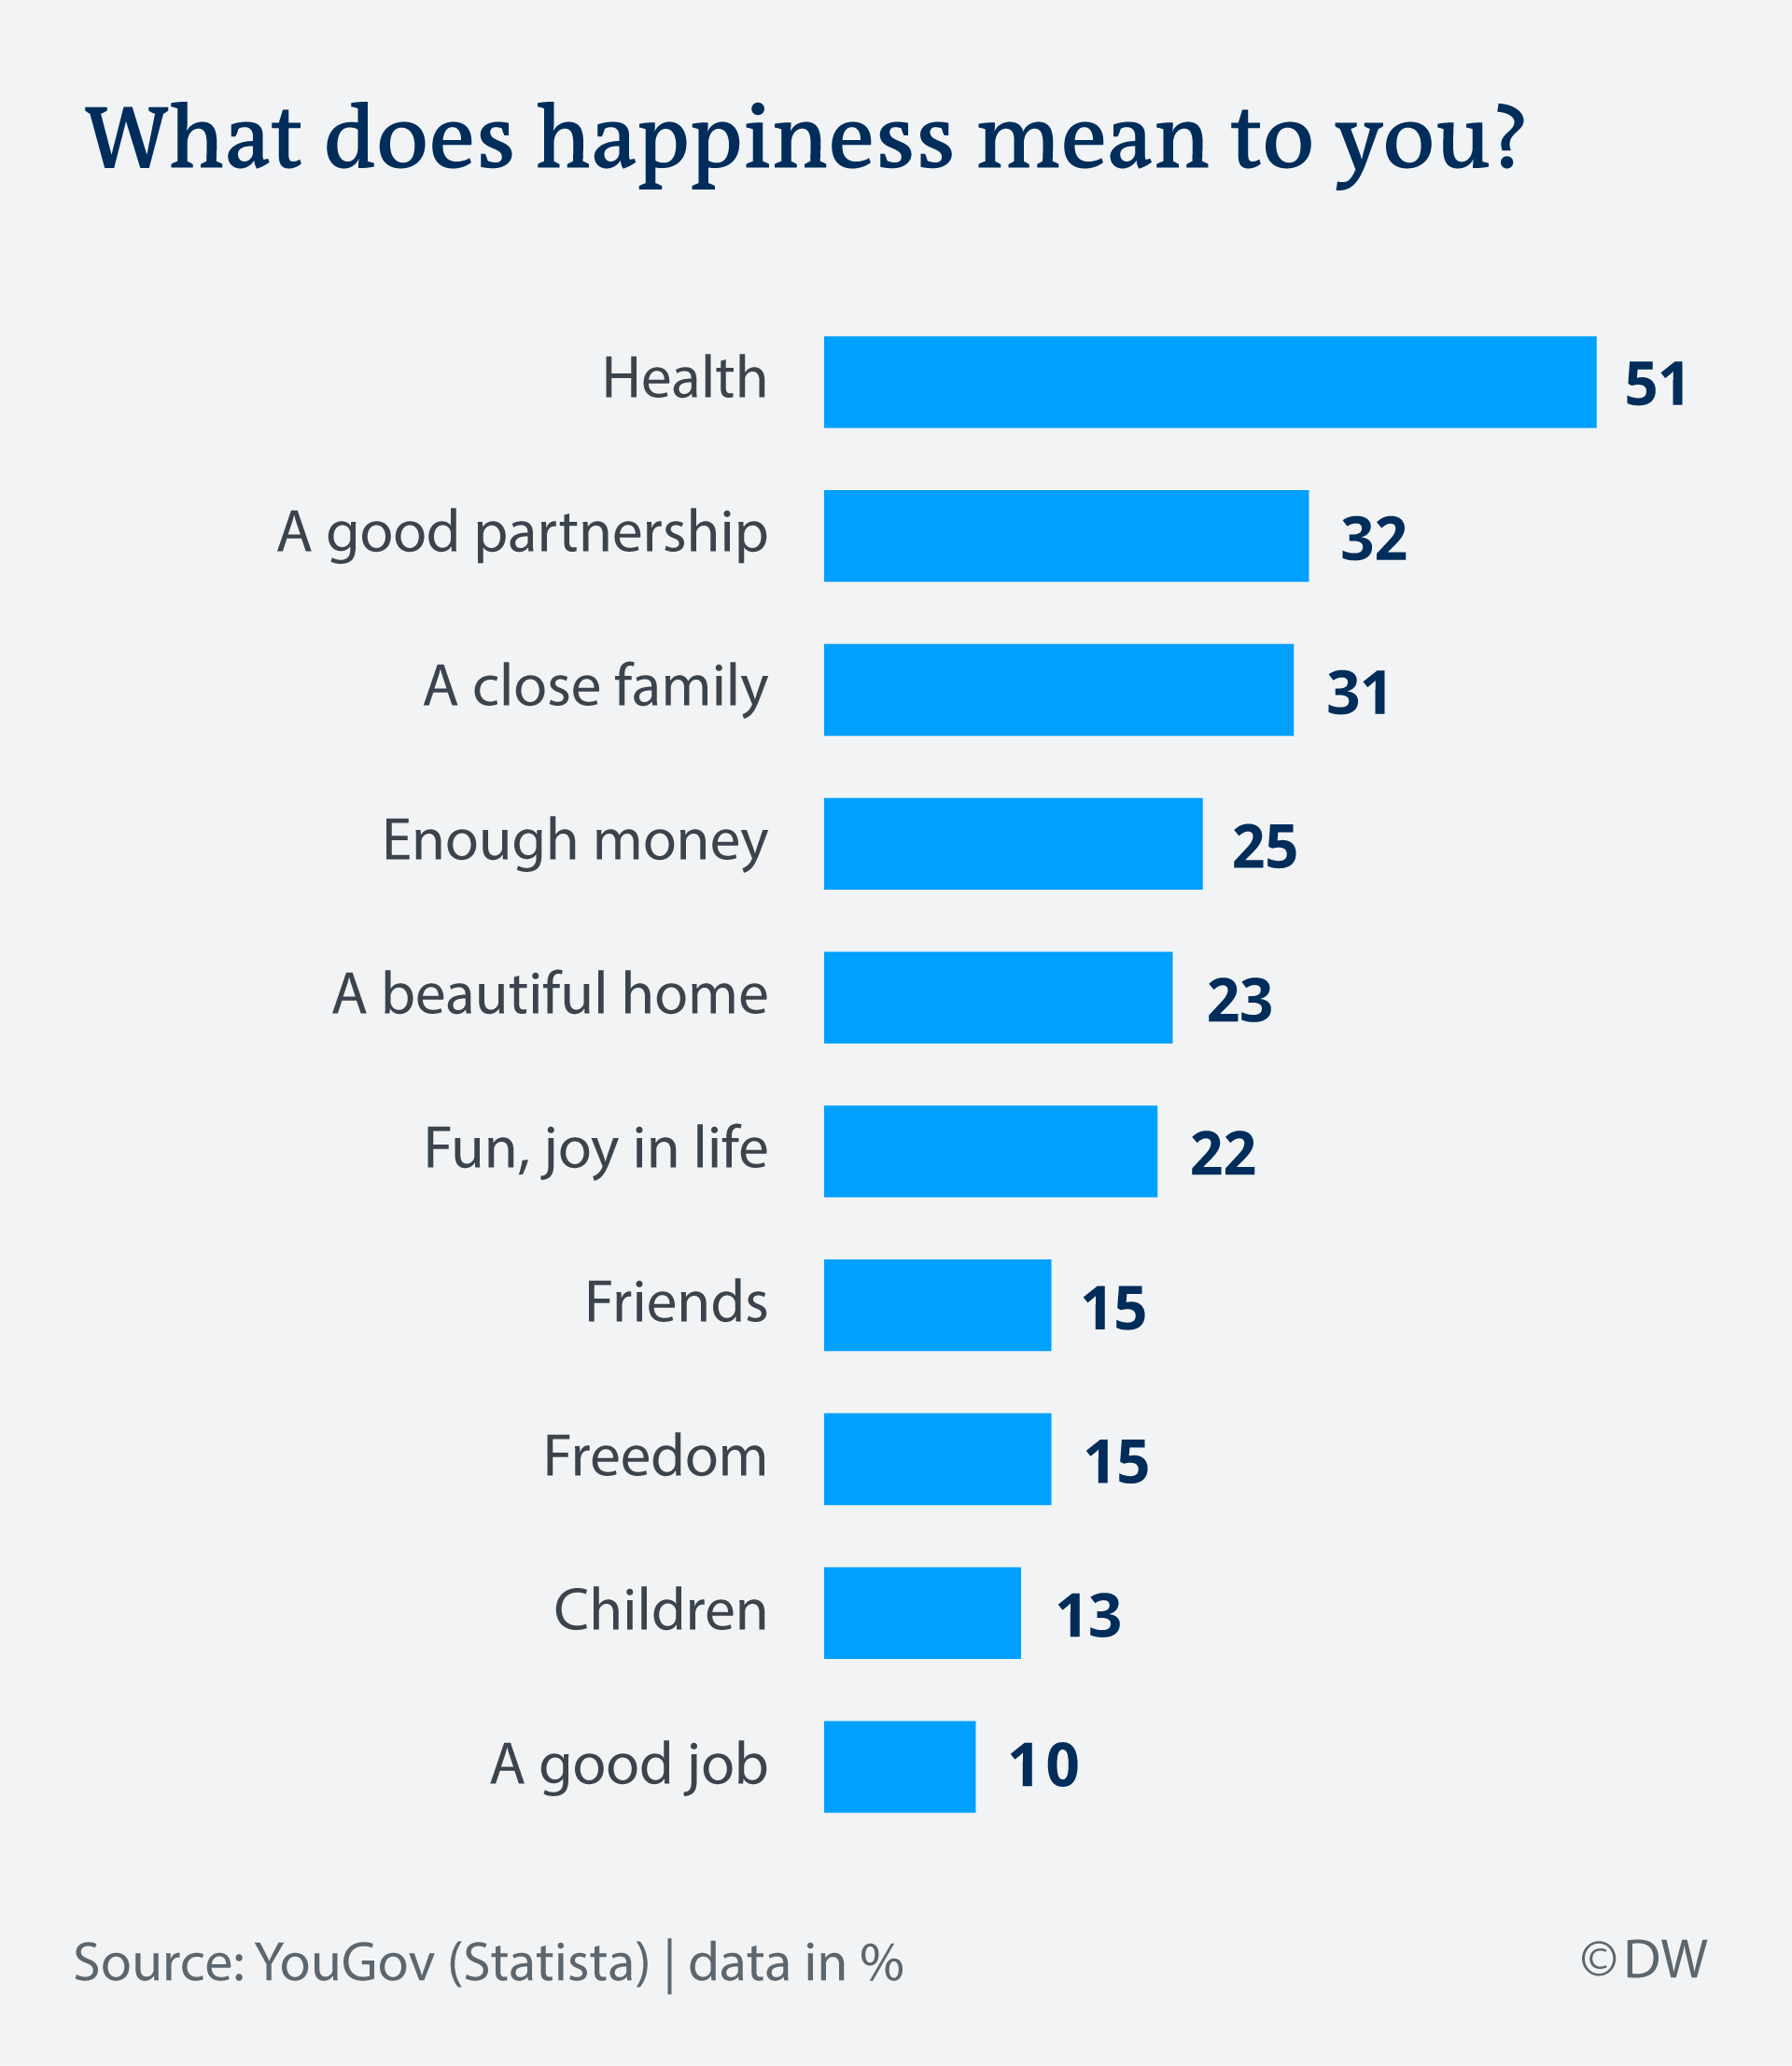 What does happiness mean to you?
Health 51
A good partnership 32
A close family 31
Enough money 25
A beautiful home 23
Fun, joy in life 22
Friends 15
Freedom 15
Children 13
A good job 10
Source: YouGov (Statista) | data in % © DW